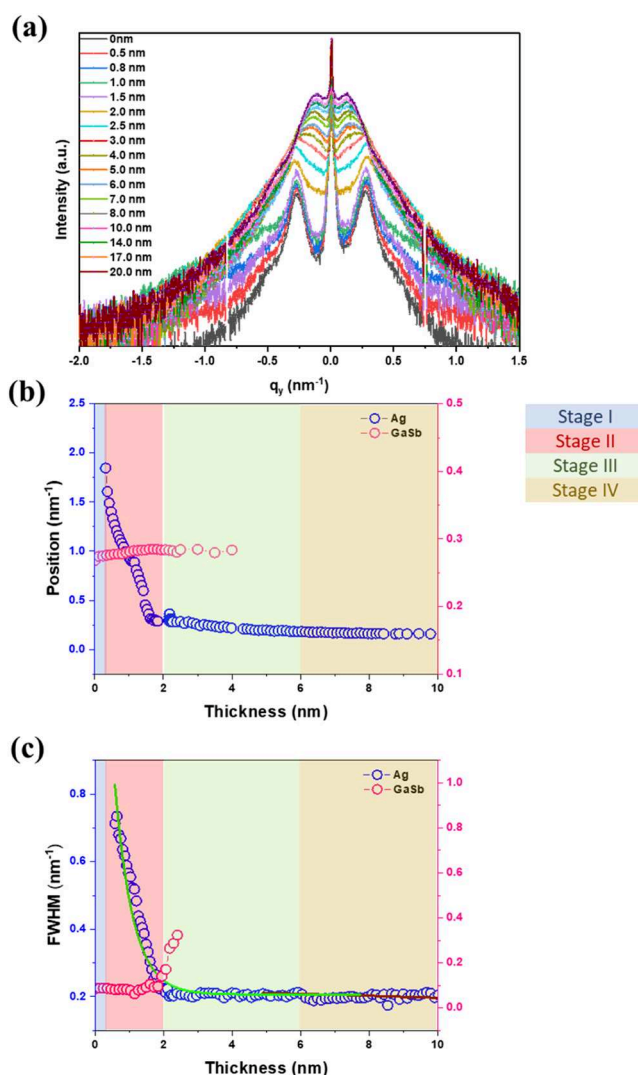 (a)
0nm
0.5 nm
0.8 nm
1.0 nm
1.5 nm
2.0 nm
2.5 nm
3.0 nm
4.0 nm
5.0 nm
6.0 nm
7.0 nm
8.0 nm
10.0 nm
14.0 nm
17.0 nm
20.0 nm
Intensity (a.u.)
-2.0 -1.5 -1.0 -0.5 0.0 0.5 1.0 1.5
qy (nm-1)
(b)
Ag
GaSb
Position (nm-1)
2.5
2.0
1.5
1.0
0.5
0.0
0.5
0.4
0.3
0.2
0.1
0 2 4 6 8 10
Thickness (nm)
Stage I
Stage II
Stage III
Stage IV
(c)
Ag
GaSb
FWHM (nm-1)
0.8
0.6
0.4
0.2
1.0
0.8
0.6
0.4
0.2
0.0
0 2 4 6 8 10
Thickness (nm)